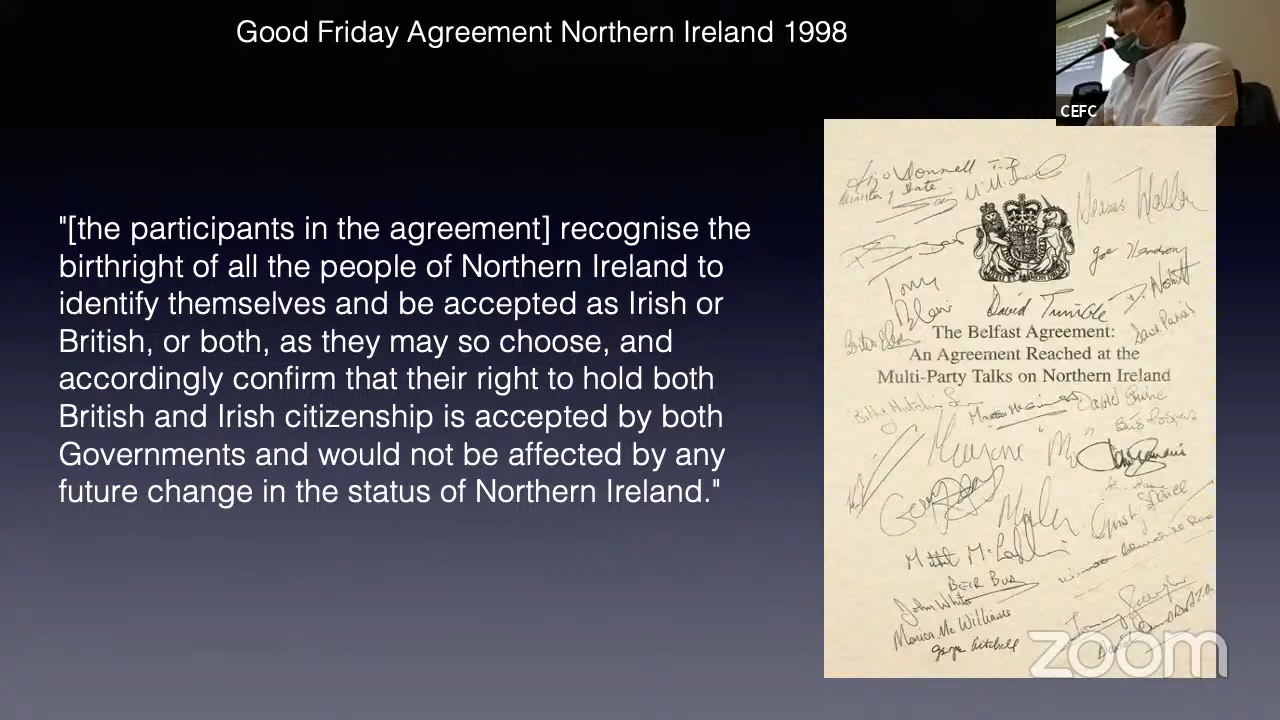 Good Friday Agreement Northern Ireland 1998
CEFC
"[the participants in the agreement] recognise the
birthright of all the people of Northern Ireland to
identify themselves and be accepted as Irish or
British, or both, as they may so choose, and
accordingly confirm that their right to hold both
British and Irish citizenship is accepted by both
Governments and would not be affected by any
future change in the status of Northern Ireland."
Tony
Blair
David Trimble
The Belfast Agreement:
An Agreement Reached at the
Multi-Party Talks on Northern Ireland
John White
Monica McWilliams
zoom